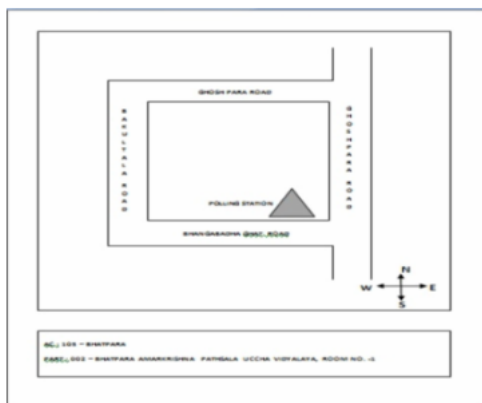 GHOSH PARA ROAD
BAKULTALA ROAD
GHOSHPARA ROAD
POLLING STATION
BHANGABADHA GHAT ROAD
N
W E
S
AC: 105 – BHATPARA
PART: 002 – BHATPARA AMARKRISHNA PATHSALA UCCHA VIDYALAYA, ROOM NO. -1